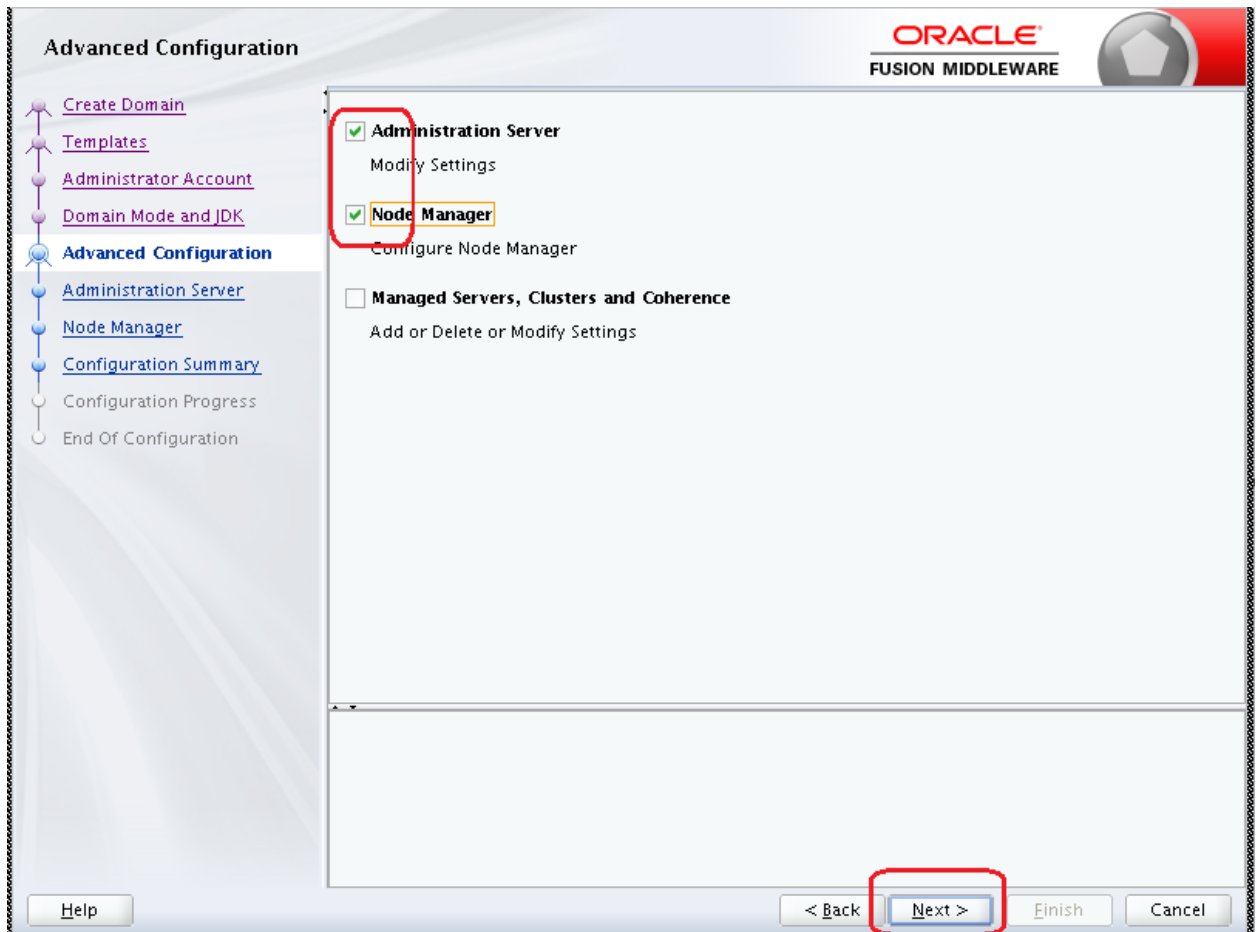 Advanced Configuration
ORACLE
FUSION MIDDLEWARE
Create Domain
Templates
Administrator Account
Domain Mode and JDK
Advanced Configuration
Administration Server
Node Manager
Configuration Summary
Configuration Progress
End Of Configuration
Administration Server
Modify Settings
Node Manager
Configure Node Manager
Managed Servers, Clusters and Coherence
Add or Delete or Modify Settings
Help
< Back
Next >
Finish
Cancel